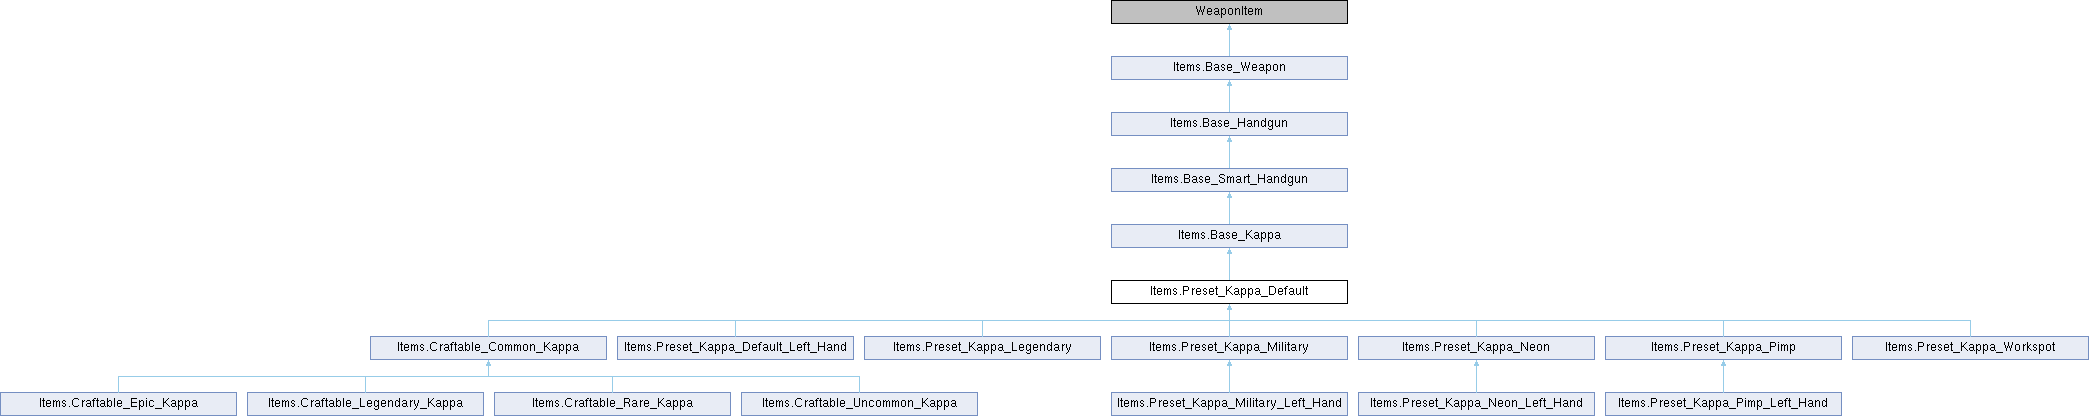 WeaponItem
Items.Base_Weapon
Items.Base_Handgun
Items.Base_Smart_Handgun
Items.Base_Kappa
Items.Preset_Kappa_Default
Items.Craftable_Common_Kappa
Items.Preset_Kappa_Default_Left_Hand
Items.Preset_Kappa_Legendary
Items.Preset_Kappa_Military
Items.Preset_Kappa_Neon
Items.Preset_Kappa_Pimp
Items.Preset_Kappa_Workspot
Items.Craftable_Epic_Kappa
Items.Craftable_Legendary_Kappa
Items.Craftable_Rare_Kappa
Items.Craftable_Uncommon_Kappa
Items.Preset_Kappa_Military_Left_Hand
Items.Preset_Kappa_Neon_Left_Hand
Items.Preset_Kappa_Pimp_Left_Hand